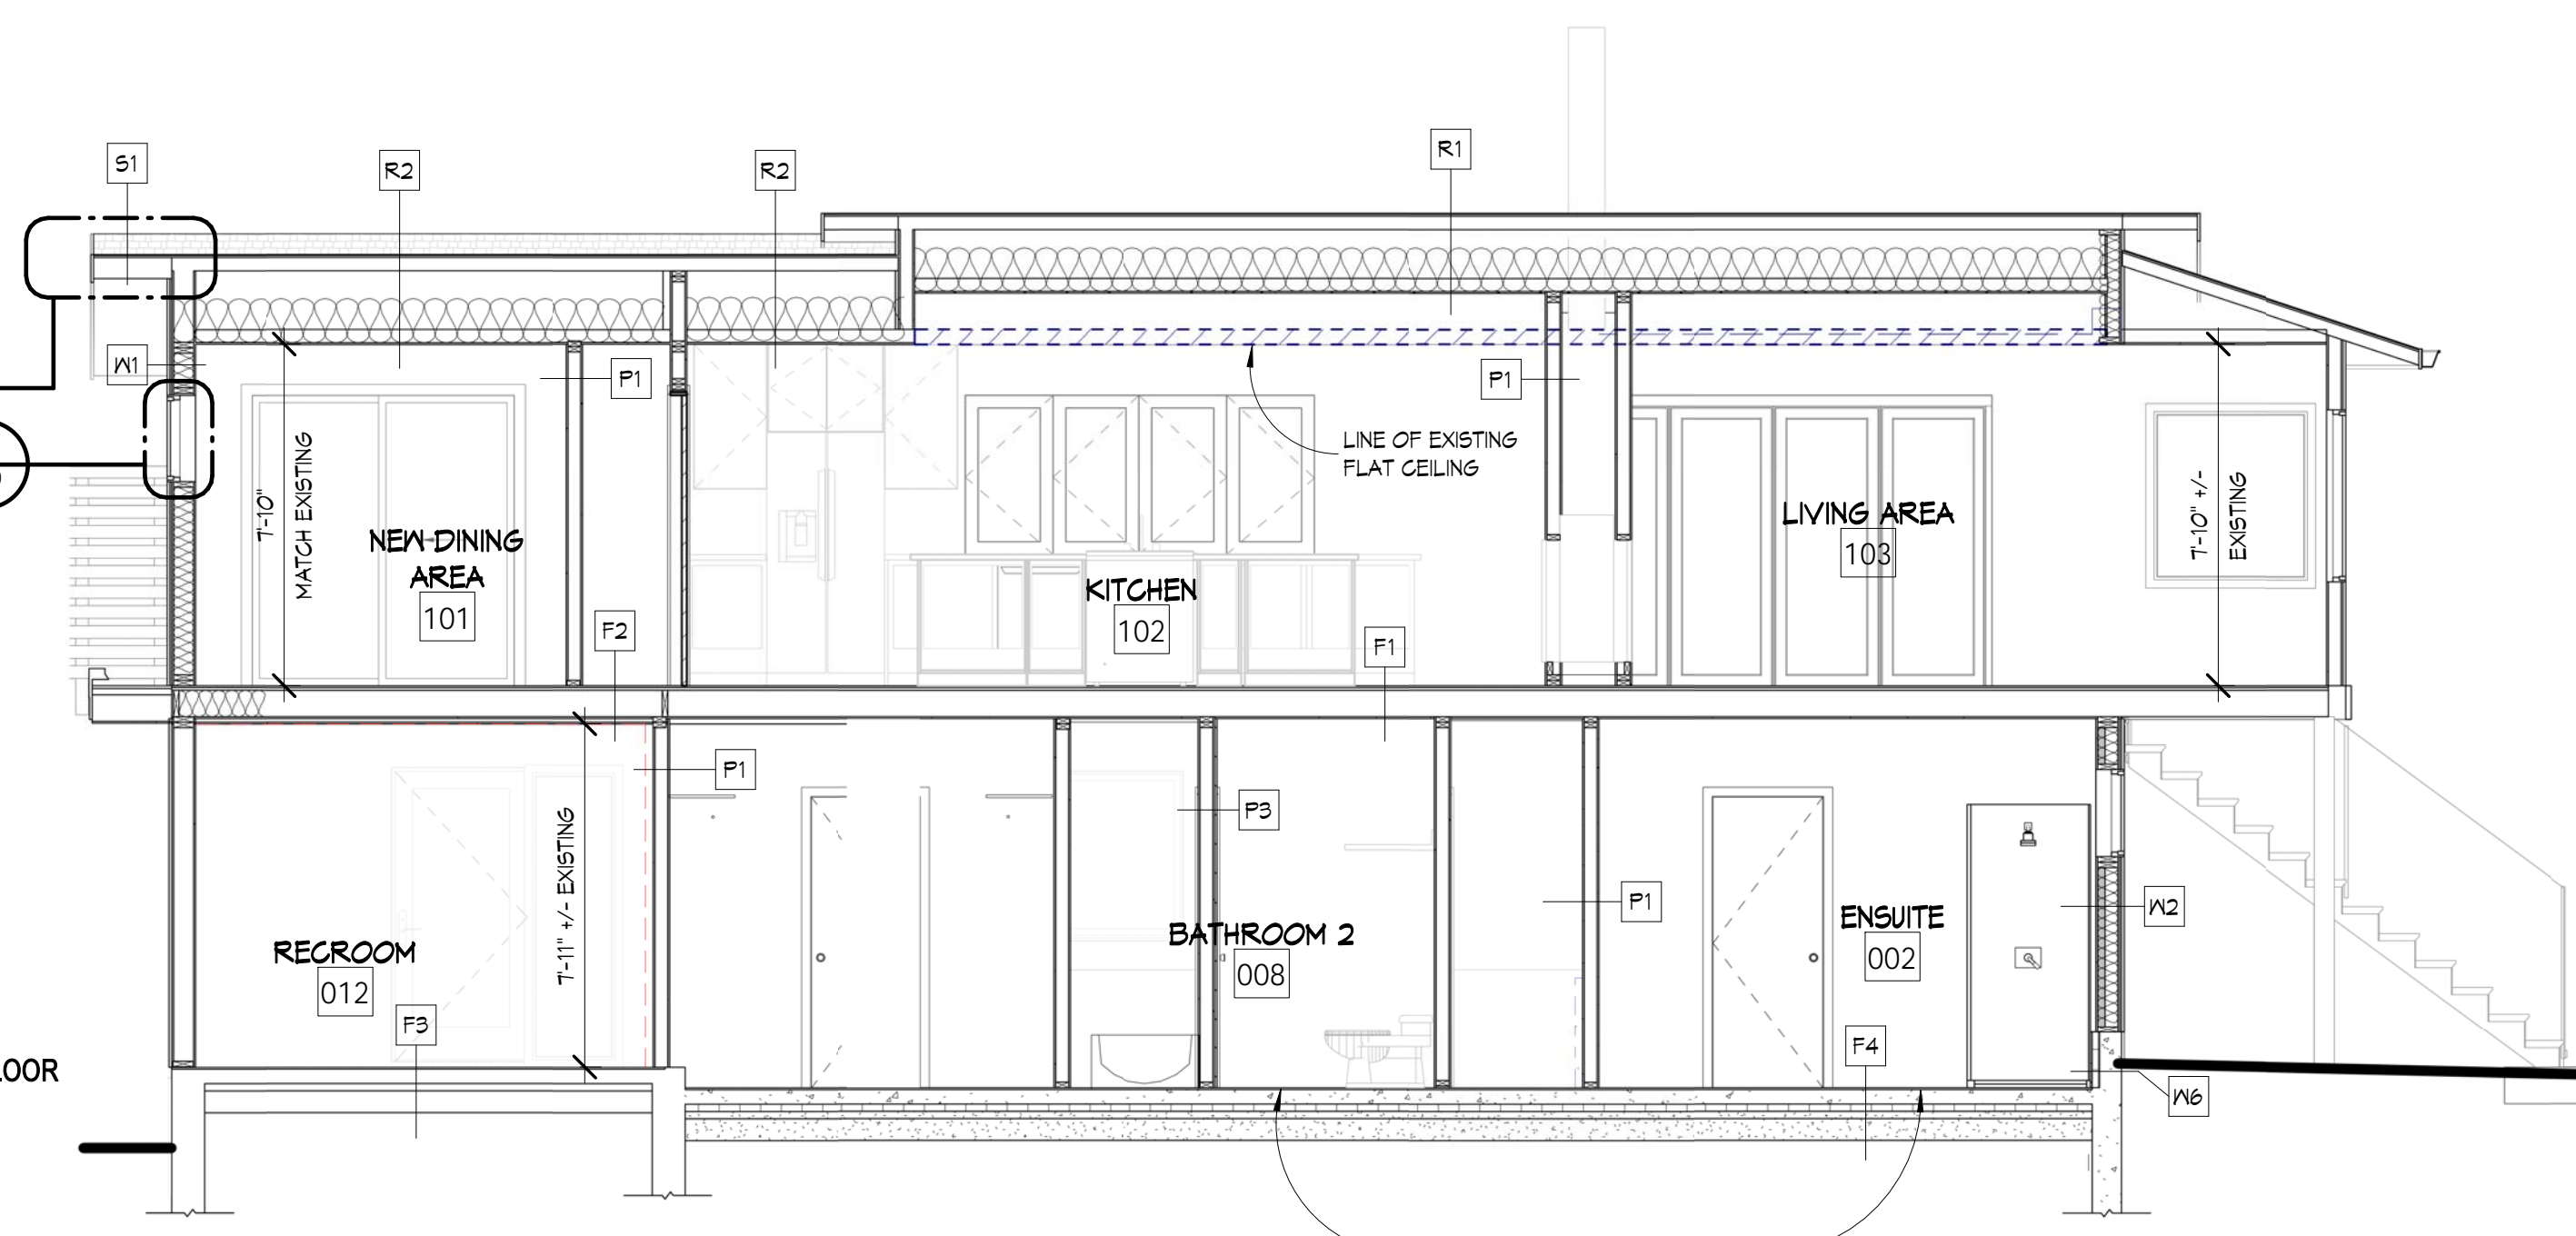 S1
R2
R2
R1
W1
P1
P1
LINE OF EXISTING
FLAT CEILING
7'-10"
MATCH EXISTING
NEW DINING
AREA
101
KITCHEN
102
LIVING AREA
103
7'-10" +/-
EXISTING
F2
F1
P1
P3
7'-11" +/- EXISTING
P1
W2
RECROOM
012
BATHROOM 2
008
ENSUITE
002
F3
F4
W6
LOOR